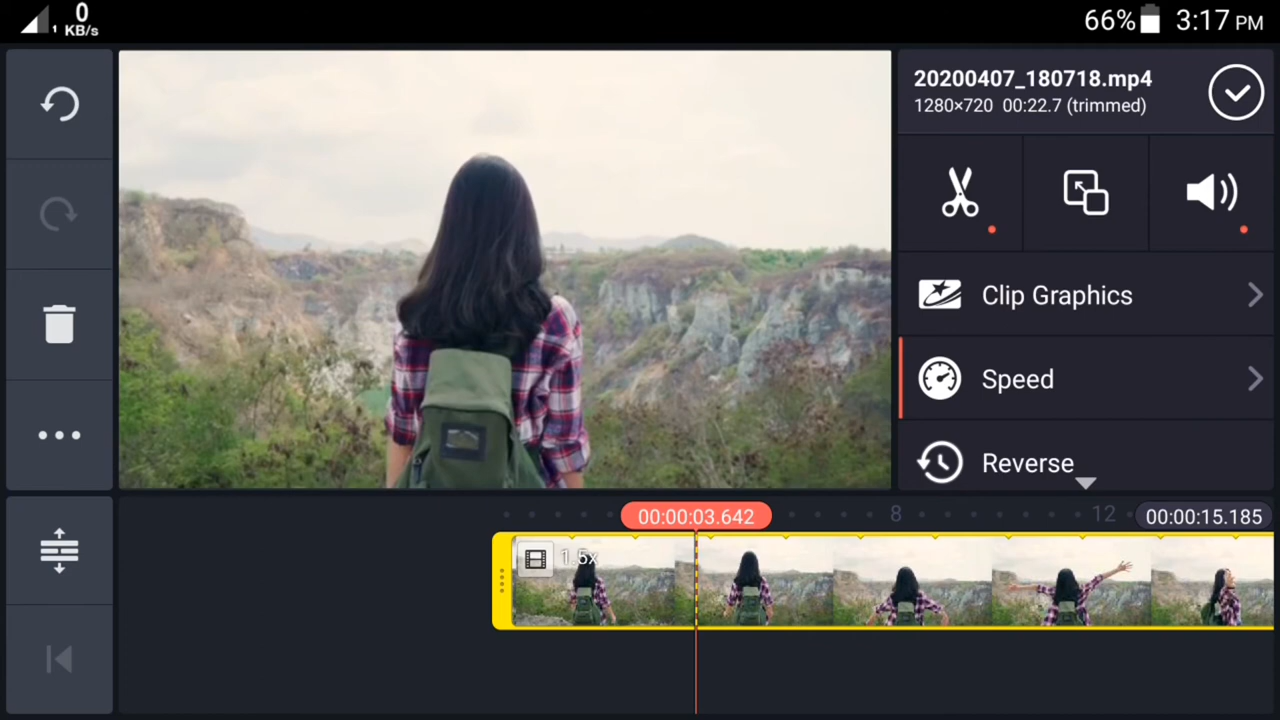 1 0 KB/s
66% 3:17 PM
20200407_180718.mp4
1280×720 00:22.7 (trimmed)
Clip Graphics
Speed
Reverse
00:00:03.642 8 12 00:00:15.185
1.5x